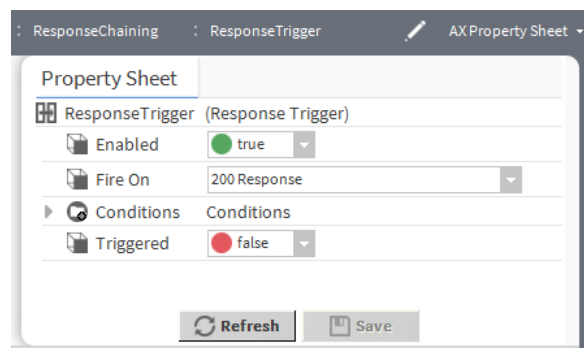 : ResponseChaining : ResponseTrigger AX Property Sheet
Property Sheet
ResponseTrigger (Response Trigger)
Enabled true
Fire On 200 Response
Conditions Conditions
Triggered false
Refresh Save